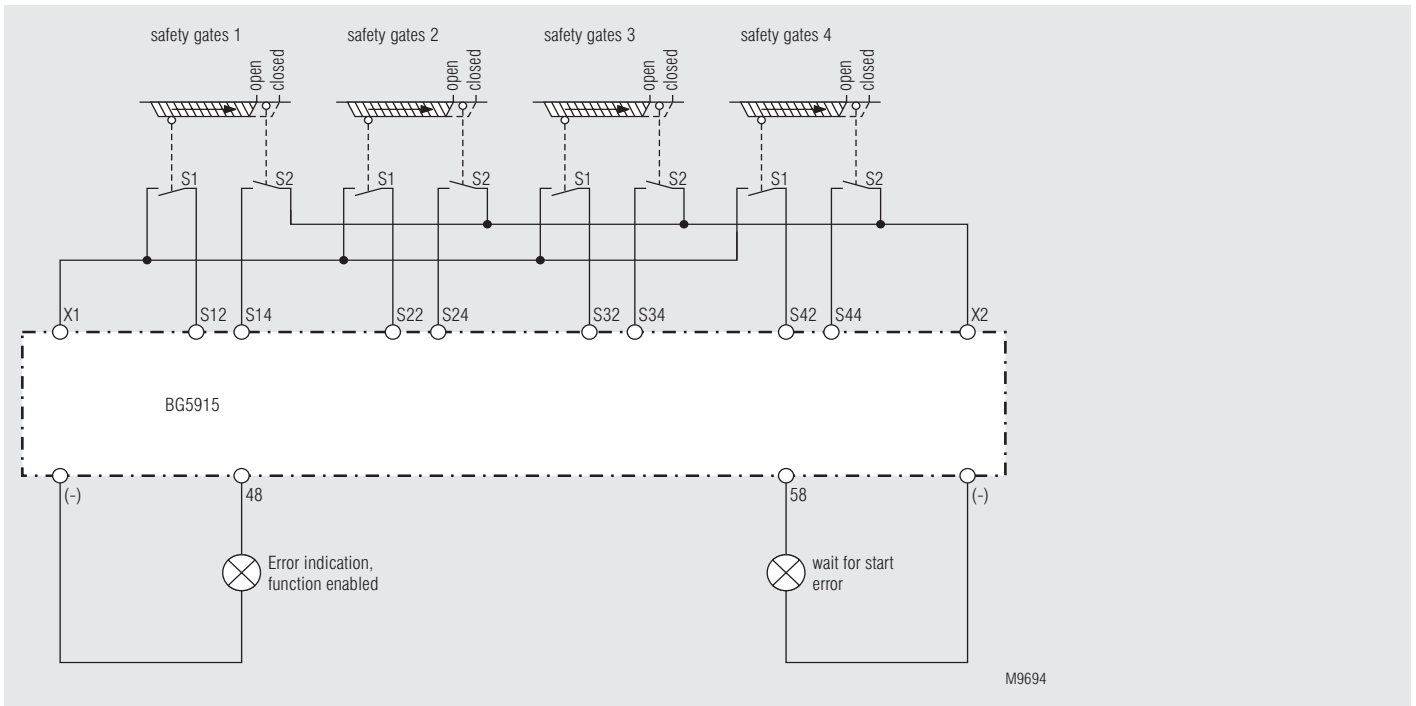 safety gates 1
safety gates 2
safety gates 3
safety gates 4
open
closed
open
closed
open
closed
open
closed
S1
S2
S1
S2
S1
S2
S1
S2
X1
S12
S14
S22
S24
S32
S34
S42
S44
X2
BG5915
(-)
48
58
(-)
Error indication,
function enabled
wait for start
error
M9694